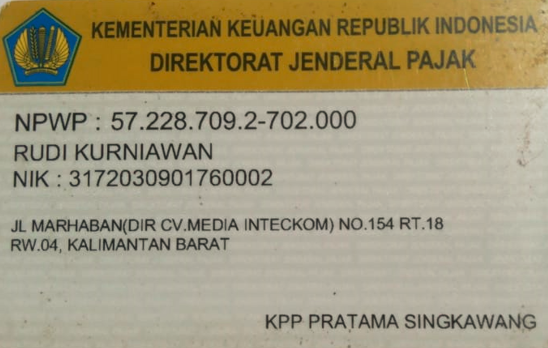 KEMENTERIAN KEUANGAN REPUBLIK INDONESIA
DIREKTORAT JENDERAL PAJAK
NPWP : 57.228.709.2-702.000
RUDI KURNIAWAN
NIK : 3172030901760002
JL MARHABAN(DIR CV.MEDIA INTECKOM) NO.154 RT.18
RW.04, KALIMANTAN BARAT
KPP PRATAMA SINGKAWANG